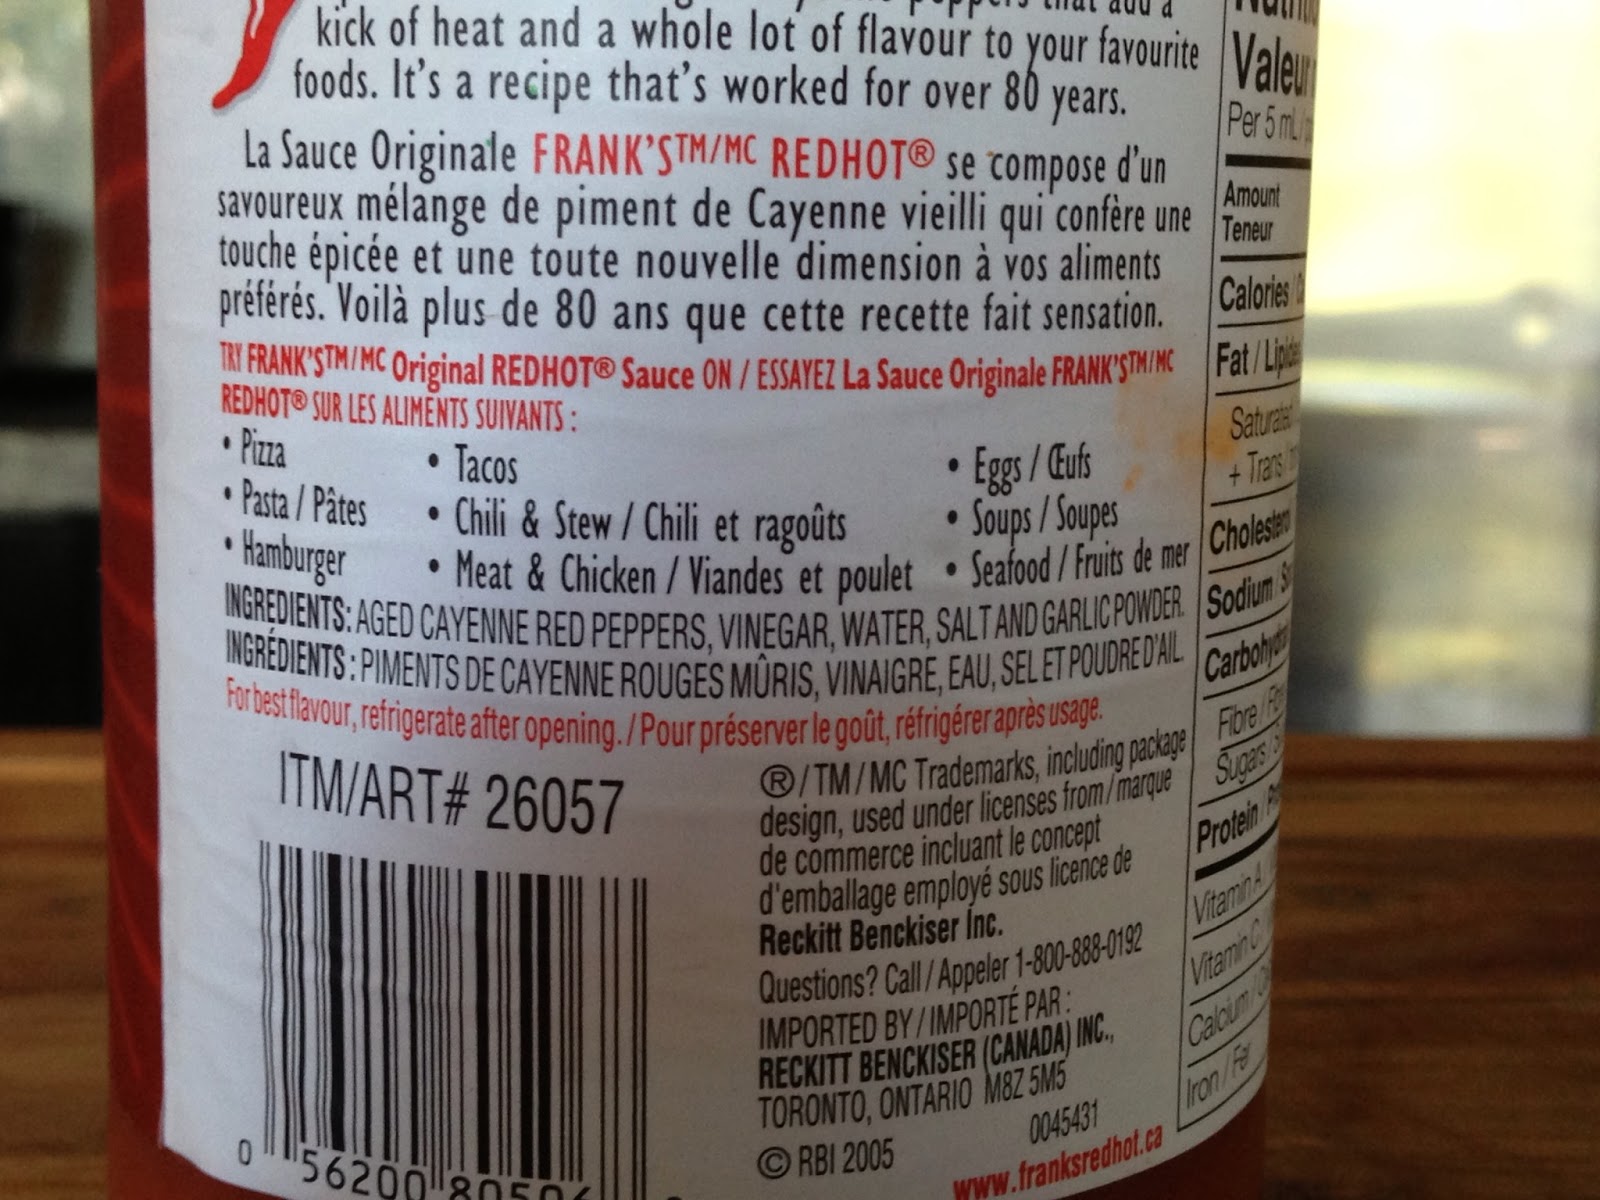 kick of heat and a whole lot of flavour to your favourite
foods. It's a recipe that's worked for over 80 years.
La Sauce Originale FRANK'STM/MC REDHOT® se compose d'un
savoureux mélange de piment de Cayenne vieilli qui confère une
touche épicée et une toute nouvelle dimension à vos aliments
préférés. Voilà plus de 80 ans que cette recette fait sensation.
TRY FRANK'STM/MC Original REDHOT® Sauce ON / ESSAYEZ La Sauce Originale FRANK'STM/MC
REDHOT® SUR LES ALIMENTS SUIVANTS :
• Pizza
• Pasta / Pâtes
• Hamburger
• Tacos
• Chili & Stew / Chili et ragoûts
• Meat & Chicken / Viandes et poulet
• Eggs / Œufs
• Soups / Soupes
• Seafood / Fruits de mer
INGREDIENTS: AGED CAYENNE RED PEPPERS, VINEGAR, WATER, SALT AND GARLIC POWDER.
INGRÉDIENTS : PIMENTS DE CAYENNE ROUGES MÛRIS, VINAIGRE, EAU, SEL ET POUDRE D'AIL.
For best flavour, refrigerate after opening. / Pour préserver le goût, réfrigérer après usage.
ITM/ART# 26057
0 56200 80506
®/TM/MC Trademarks, including package
design, used under licenses from/marque
de commerce incluant le concept
d'emballage employé sous licence de
Reckitt Benckiser Inc.
Questions? Call / Appeler 1-800-888-0192
IMPORTED BY / IMPORTÉ PAR :
RECKITT BENCKISER (CANADA) INC.,
TORONTO, ONTARIO M8Z 5M5
0045431
© RBI 2005
www.franksredhot.ca
Valeur
Per 5 mL /
Amount
Teneur
Calories /
Fat / Lipides
Saturated
+ Trans /
Cholesterol
Sodium /
Carbohydra
Fibre /
Sugars /
Protein /
Vitamin A /
Vitamin C /
Calcium /
Iron / Fer